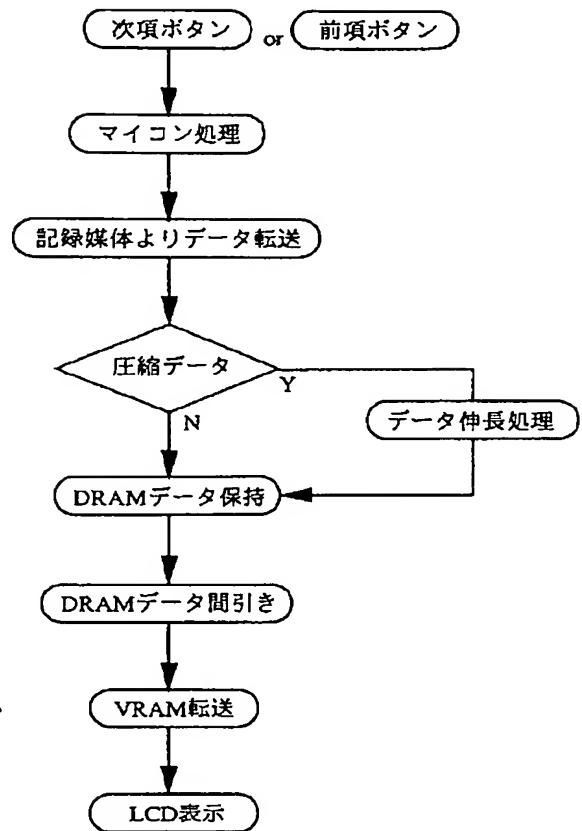 次項ボタン or 前項ボタン
マイコン処理
記録媒体よりデータ転送
圧縮データ
Y
N
データ伸長処理
DRAMデータ保持
DRAMデータ間引き
VRAM転送
LCD表示